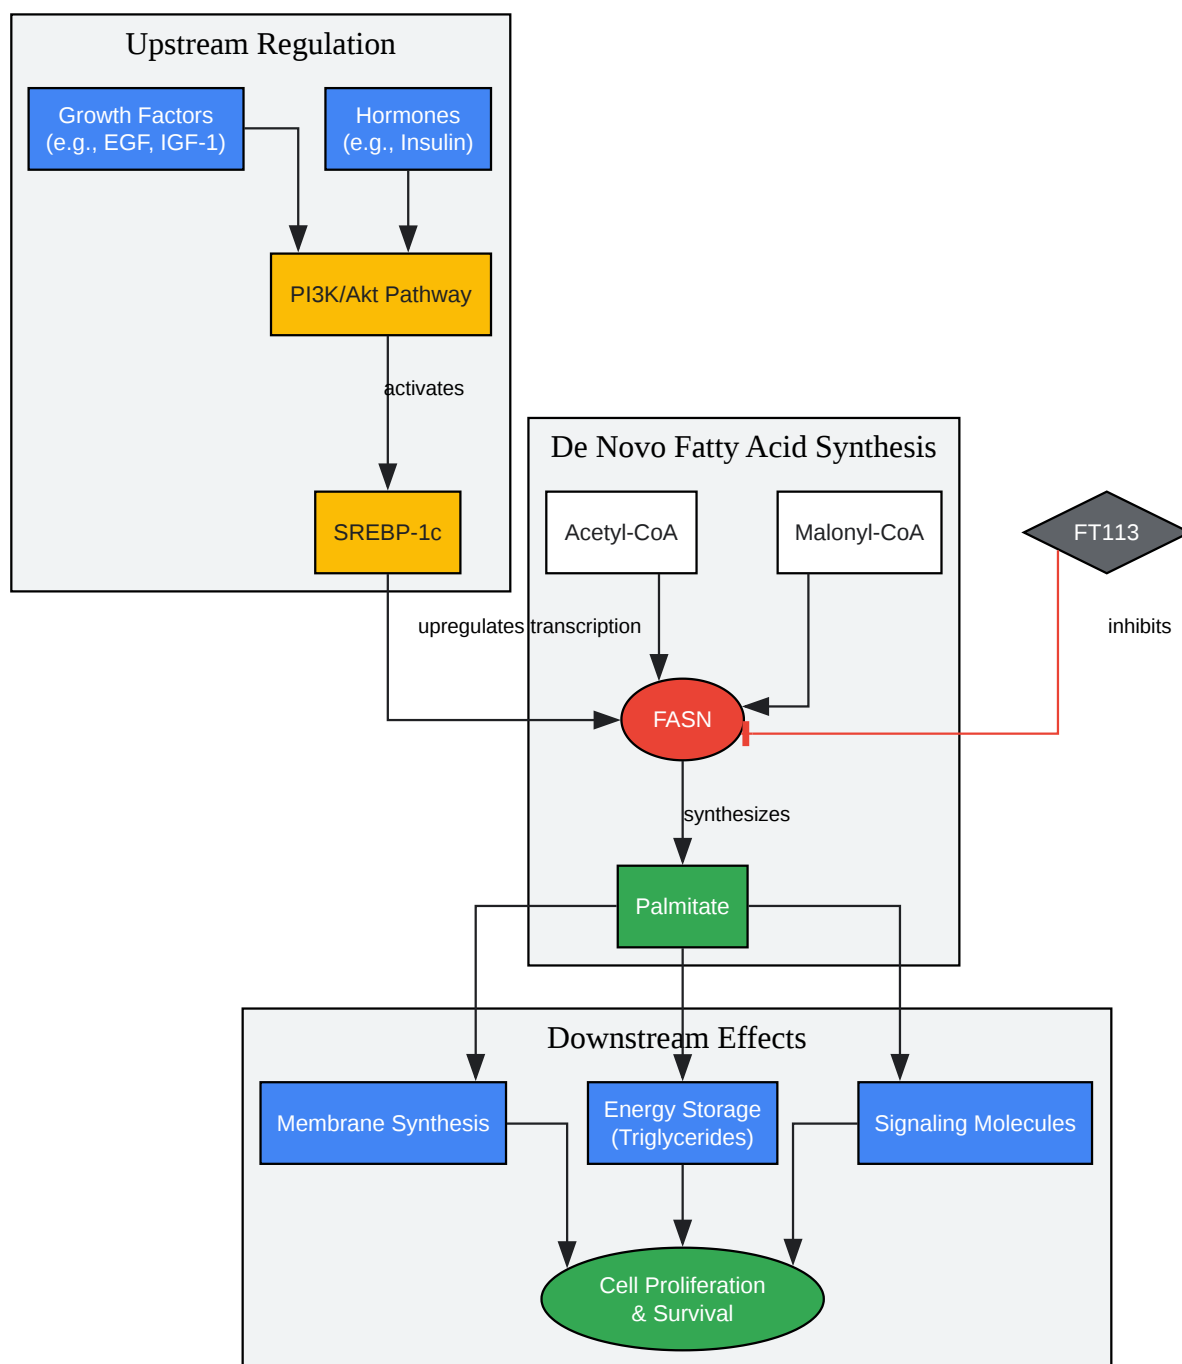 Upstream Regulation
Growth Factors
(e.g., EGF, IGF-1)
Hormones
(e.g., Insulin)
PI3K/Akt Pathway
activates
SREBP-1c
upregulates transcription
De Novo Fatty Acid Synthesis
Acetyl-CoA
Malonyl-CoA
FT113
inhibits
FASN
synthesizes
Palmitate
Downstream Effects
Membrane Synthesis
Energy Storage
(Triglycerides)
Signaling Molecules
Cell Proliferation
& Survival